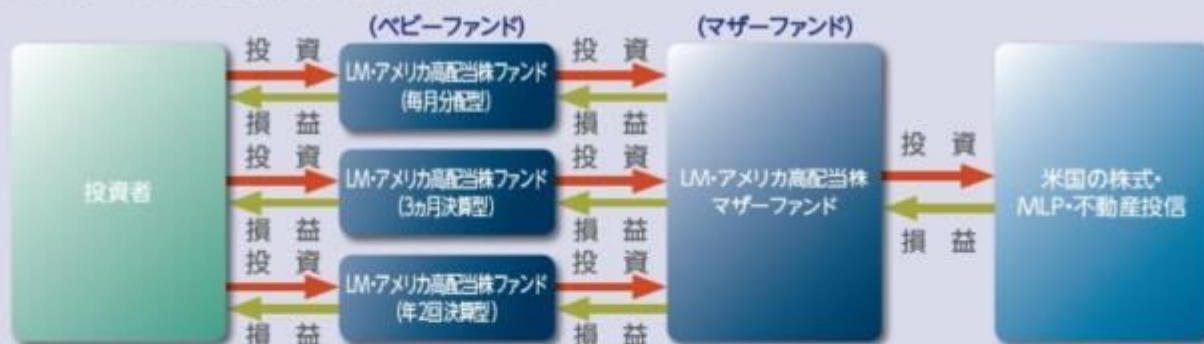 (ベビーファンド)
(マザーファンド)
投資
LM・アメリカ高配当株ファンド
(毎月分配型)
投資
損益
損益
投資
LM・アメリカ高配当株ファンド
(3ヵ月決算型)
投資
損益
損益
投資
LM・アメリカ高配当株ファンド
(年2回決算型)
投資
損益
損益
投資者
LM・アメリカ高配当株
マザーファンド
投資
損益
米国の株式・
MLP・不動産投信